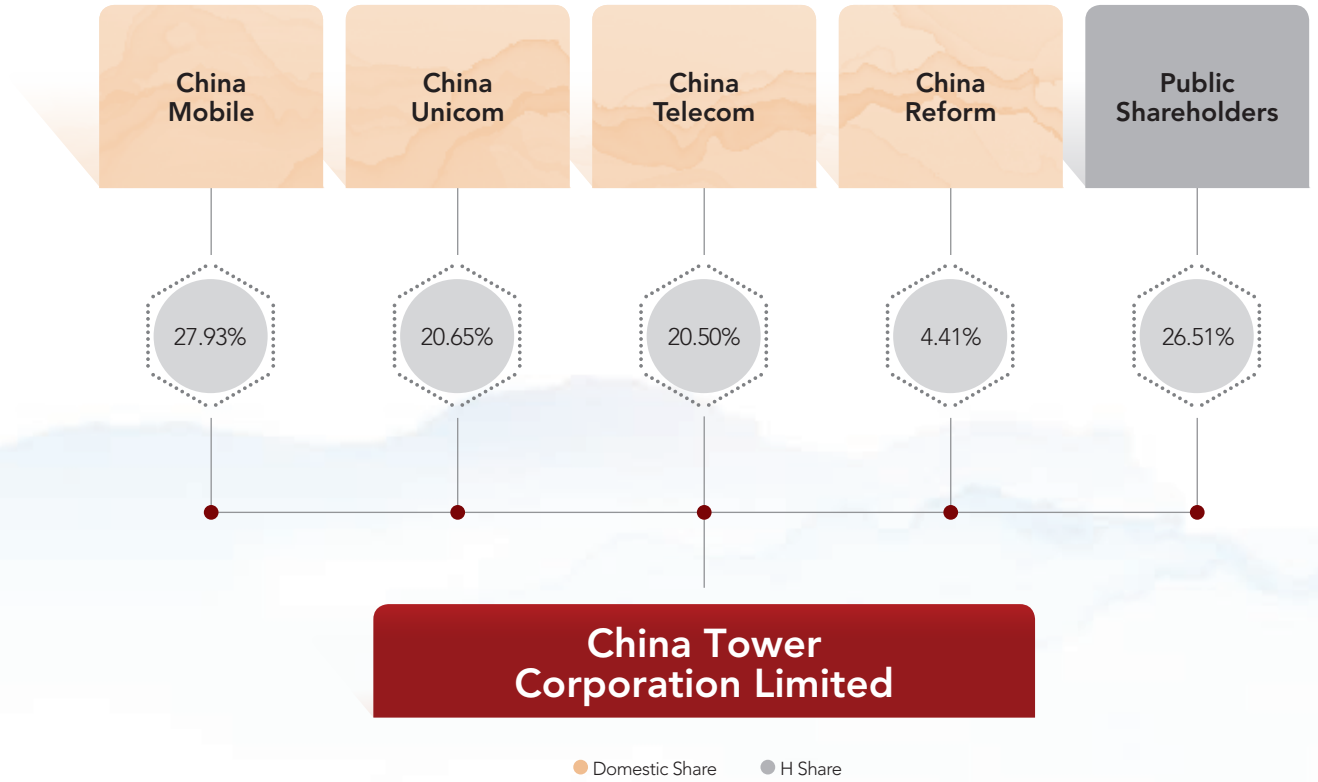 China
Mobile
China
Unicom
China
Telecom
China
Reform
Public
Shareholders
27.93%
20.65%
20.50%
4.41%
26.51%
China Tower
Corporation Limited
Domestic Share
H Share